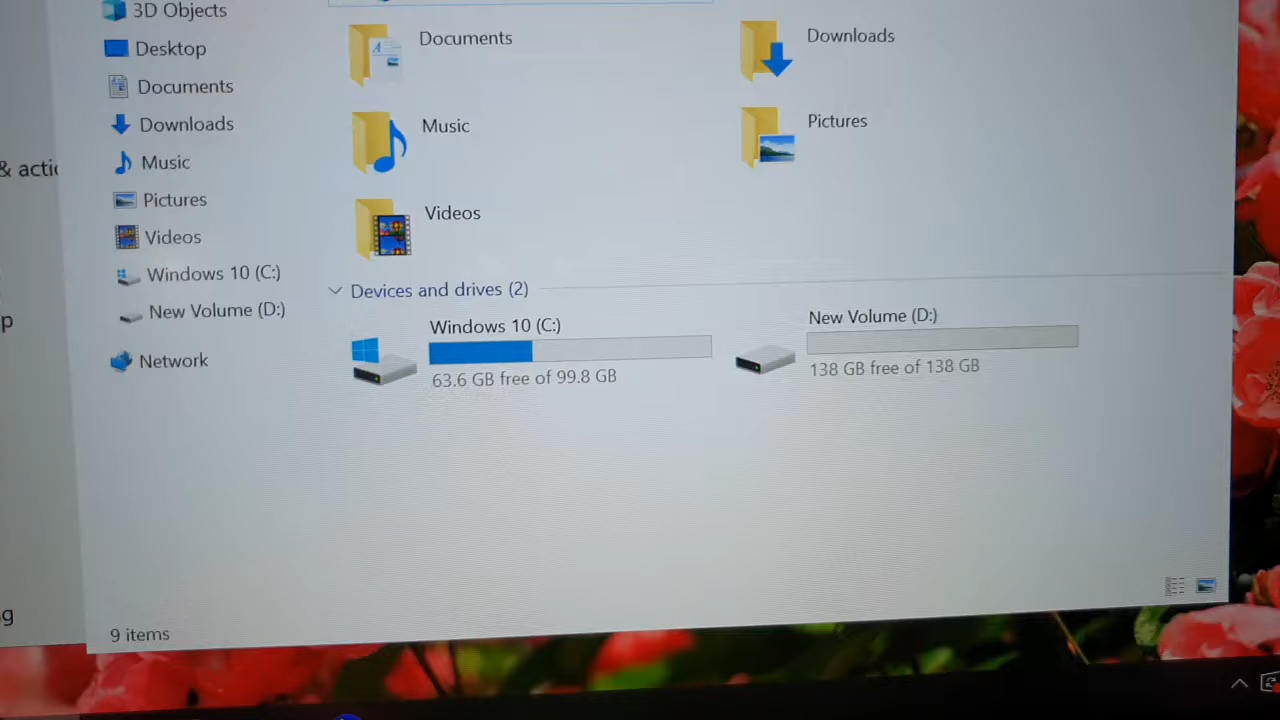 3D Objects
Desktop
Documents
Downloads
Music
Pictures
Videos
Windows 10 (C:)
New Volume (D:)
Network
Documents
Downloads
Music
Pictures
Videos
Devices and drives (2)
Windows 10 (C:)
63.6 GB free of 99.8 GB
New Volume (D:)
138 GB free of 138 GB
9 items